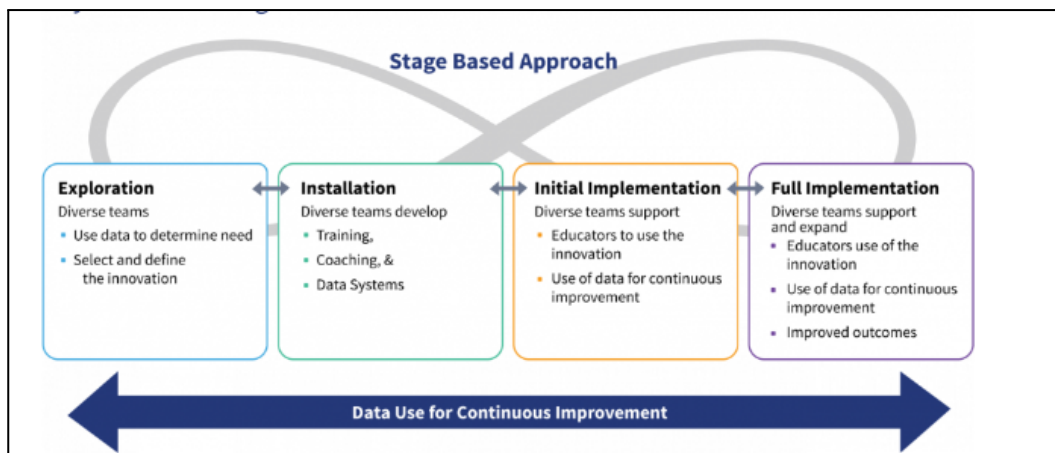 Stage Based Approach
Exploration
Diverse teams
Use data to determine need
Select and define
the innovation
Installation
Diverse teams develop
Training,
Coaching, &
Data Systems
Initial Implementation
Diverse teams support
Educators to use the
innovation
Use of data for continuous
improvement
Full Implementation
Diverse teams support
and expand
Educators use of the
innovation
Use of data for continuous
improvement
Improved outcomes
Data Use for Continuous Improvement